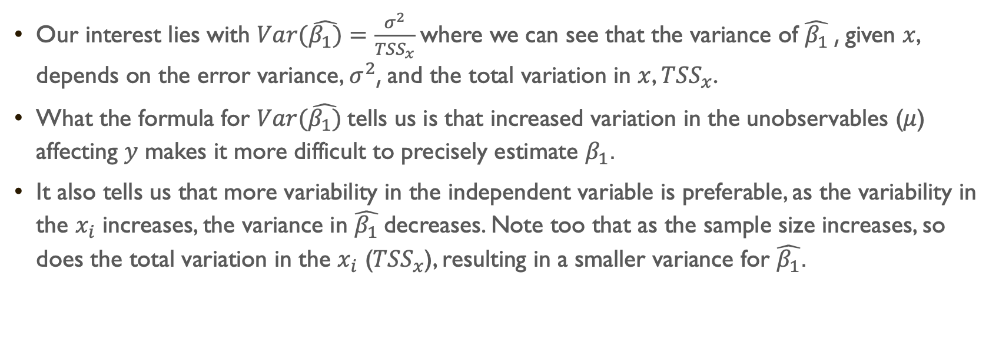 • Our interest lies with $Var(\widehat{\beta_1}) = \frac{\sigma^2}{TSS_x}$ where we can see that the variance of $\widehat{\beta_1}$ , given $x$,
depends on the error variance, $\sigma^2$, and the total variation in $x$, $TSS_x$.
• What the formula for $Var(\widehat{\beta_1})$ tells us is that increased variation in the unobservables ($\mu$)
affecting $y$ makes it more difficult to precisely estimate $\beta_1$.
• It also tells us that more variability in the independent variable is preferable, as the variability in
the $x_i$ increases, the variance in $\widehat{\beta_1}$ decreases. Note too that as the sample size increases, so
does the total variation in the $x_i$ ($TSS_x$), resulting in a smaller variance for $\widehat{\beta_1}$.